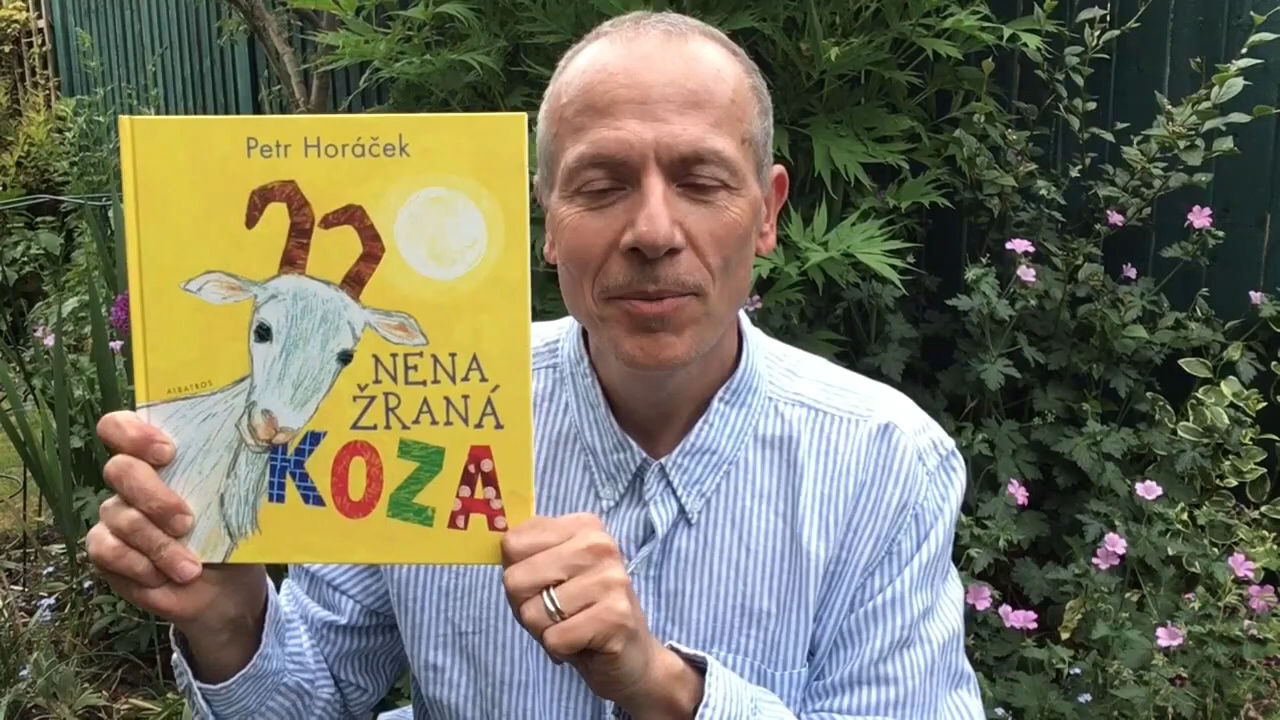 Petr Horáček
ALBATROS
NENA
ŽRANÁ
KOZA